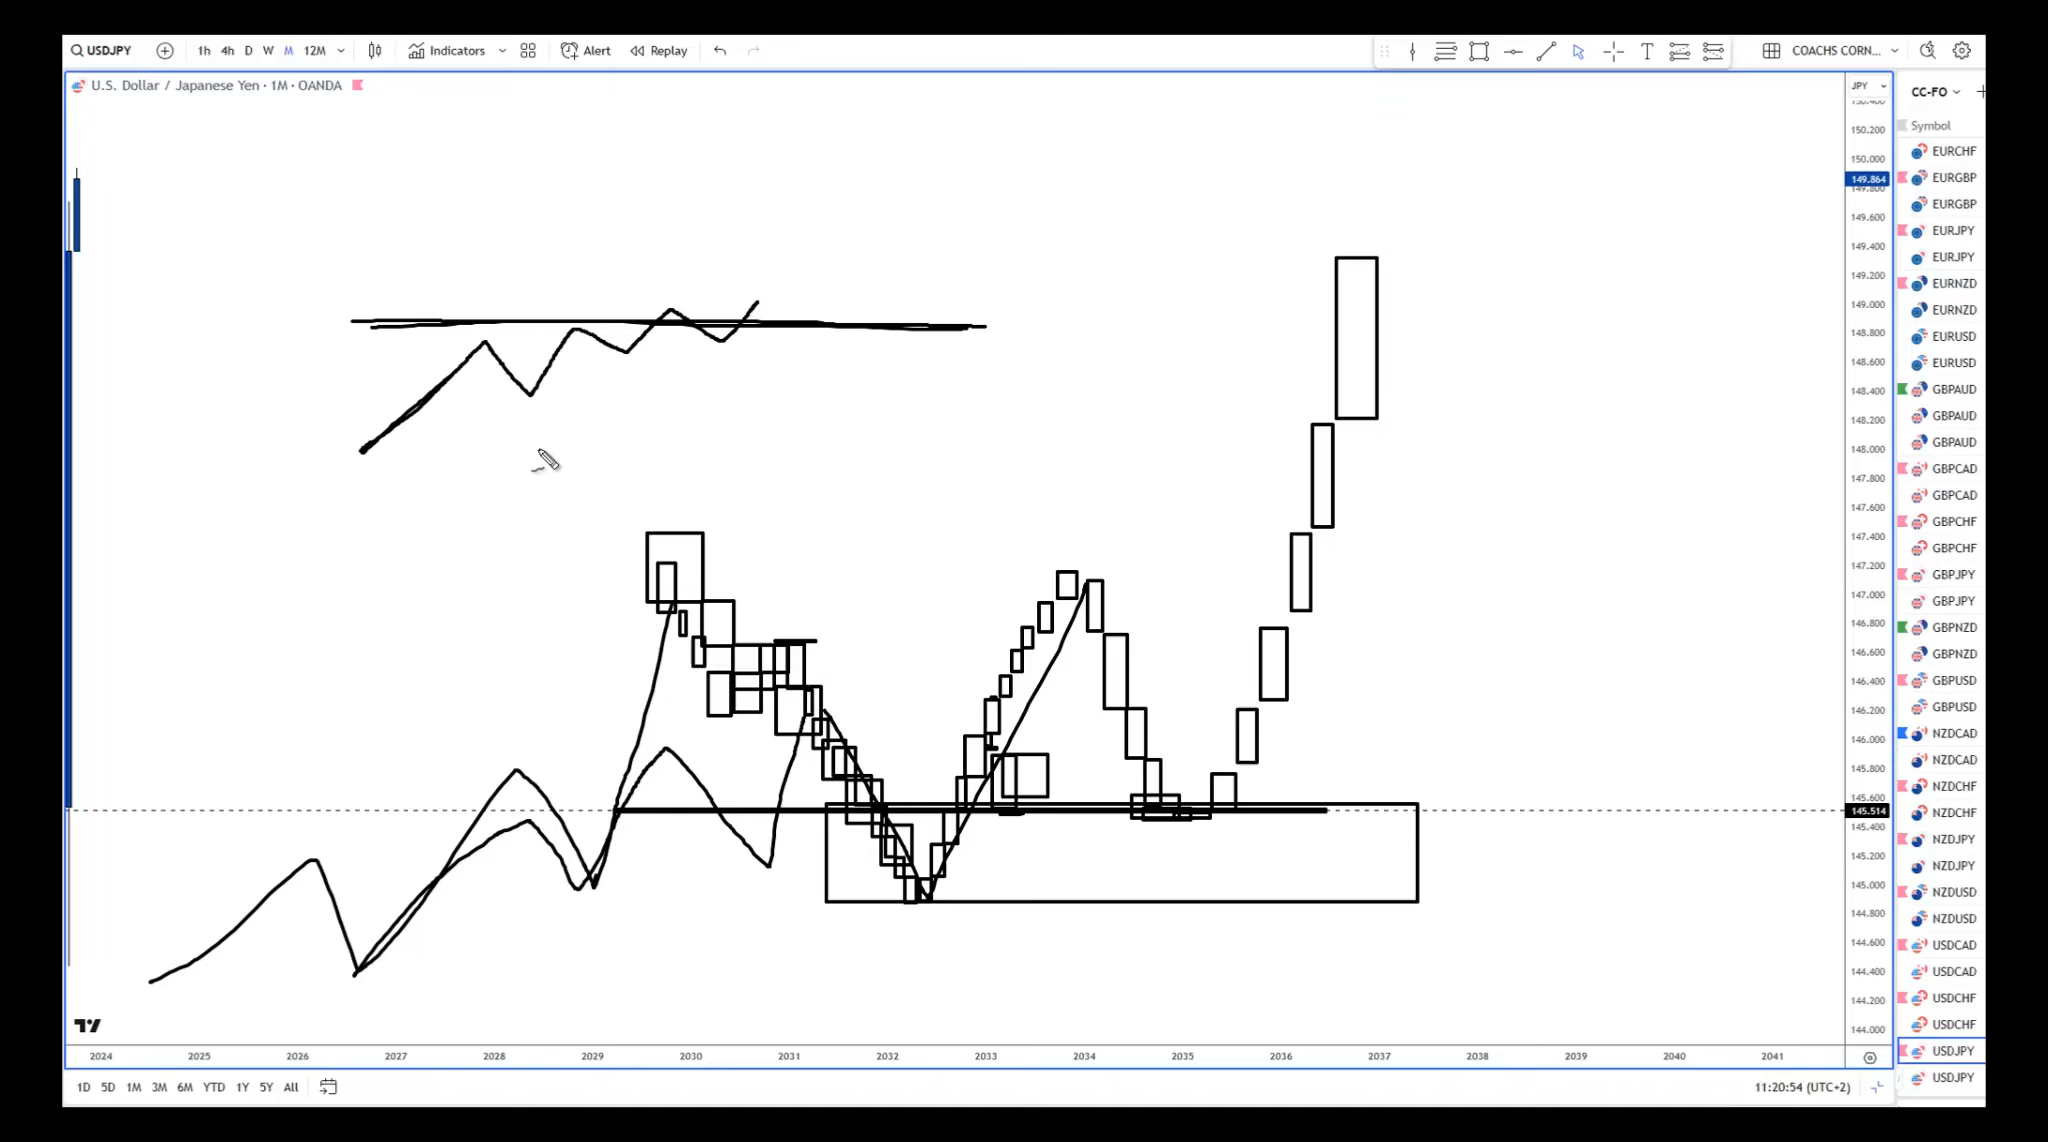 USDJPY 1h 4h D W M 12M Indicators Alert Replay T COACHS CORN...
U.S. Dollar / Japanese Yen · 1M · OANDA
JPY
150.200
150.000
149.864
149.800
149.600
149.400
149.200
149.000
148.800
148.600
148.400
148.200
148.000
147.800
147.600
147.400
147.200
147.000
146.800
146.600
146.400
146.200
146.000
145.800
145.600
145.514
145.400
145.200
145.000
144.800
144.600
144.400
144.200
144.000
CC-FO
Symbol
EURCHF
EURGBP
EURGBP
EURJPY
EURJPY
EURNZD
EURNZD
EURUSD
EURUSD
GBPAUD
GBPAUD
GBPAUD
GBPCAD
GBPCAD
GBPCHF
GBPCHF
GBPJPY
GBPJPY
GBPNZD
GBPNZD
GBPUSD
GBPUSD
NZDCAD
NZDCAD
NZDCHF
NZDCHF
NZDJPY
NZDJPY
NZDUSD
NZDUSD
USDCAD
USDCAD
USDCHF
USDCHF
USDJPY
USDJPY
2024 2025 2026 2027 2028 2029 2030 2031 2032 2033 2034 2035 2036 2037 2038 2039 2040 2041
1D 5D 1M 3M 6M YTD 1Y 5Y All 11:20:54 (UTC+2)